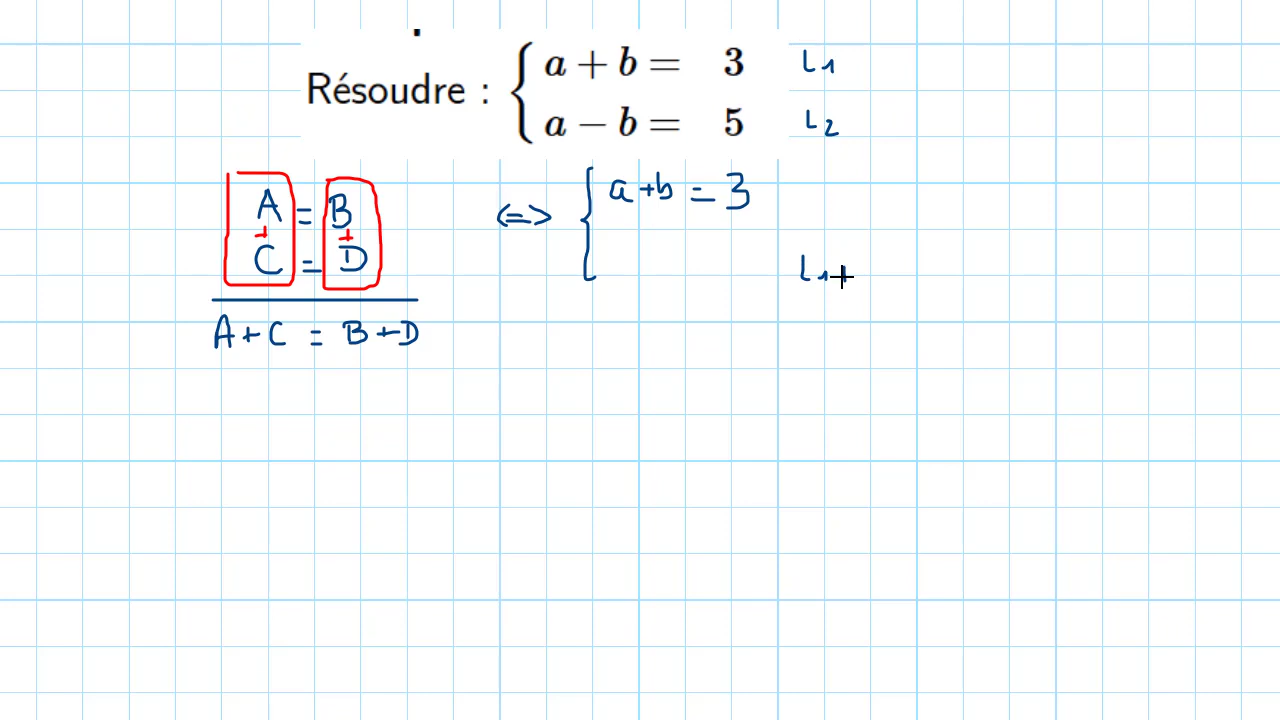 Résoudre : { a + b = 3 L1
a − b = 5 L2
A = B
+ +
C = D
A + C = B + D
<=> { a + b = 3
L1 +